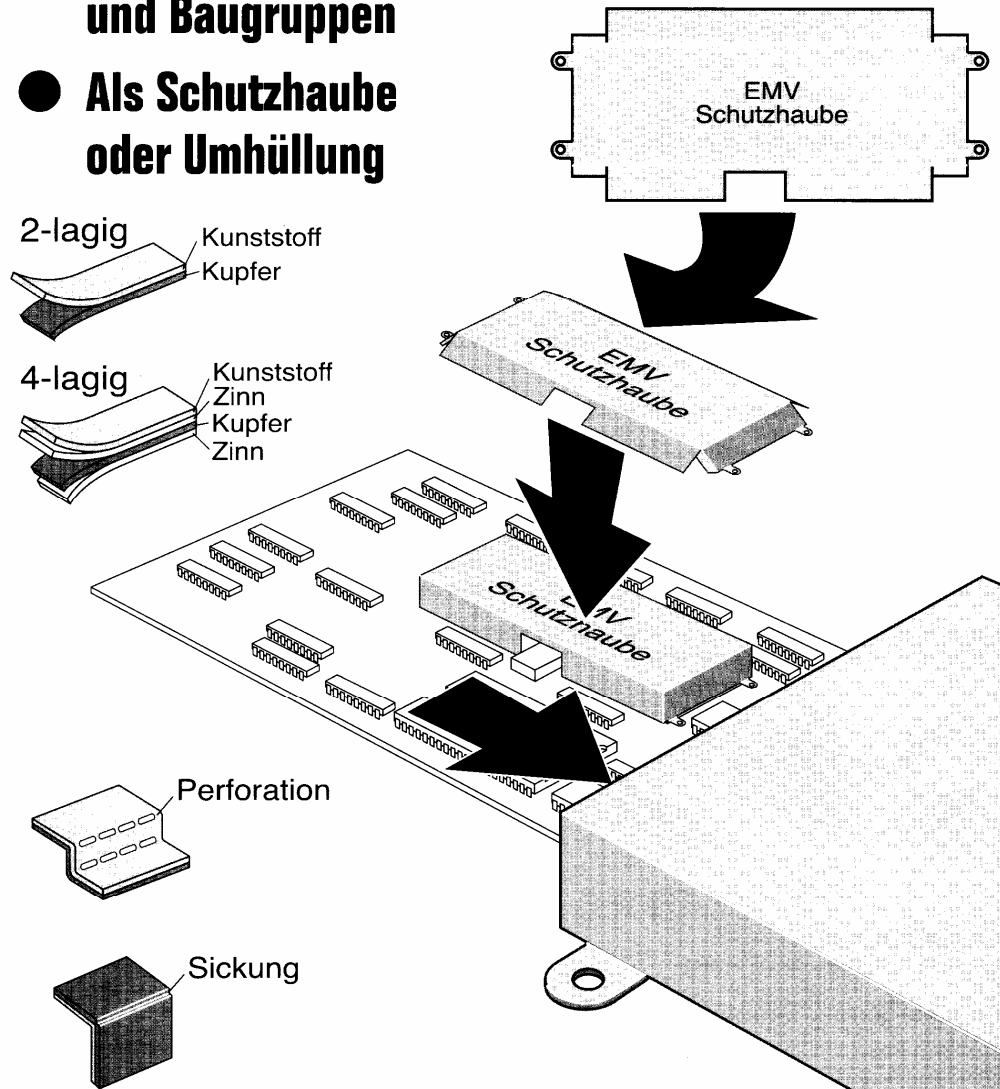 und Baugruppen
● Als Schutzhaube
oder Umhüllung
EMV
Schutzhaube
2-lagig
Kunststoff
Kupfer
4-lagig
Kunststoff
Zinn
Kupfer
Zinn
EMV
Schutzhaube
EMV
Schutzhaube
Perforation
Sickung